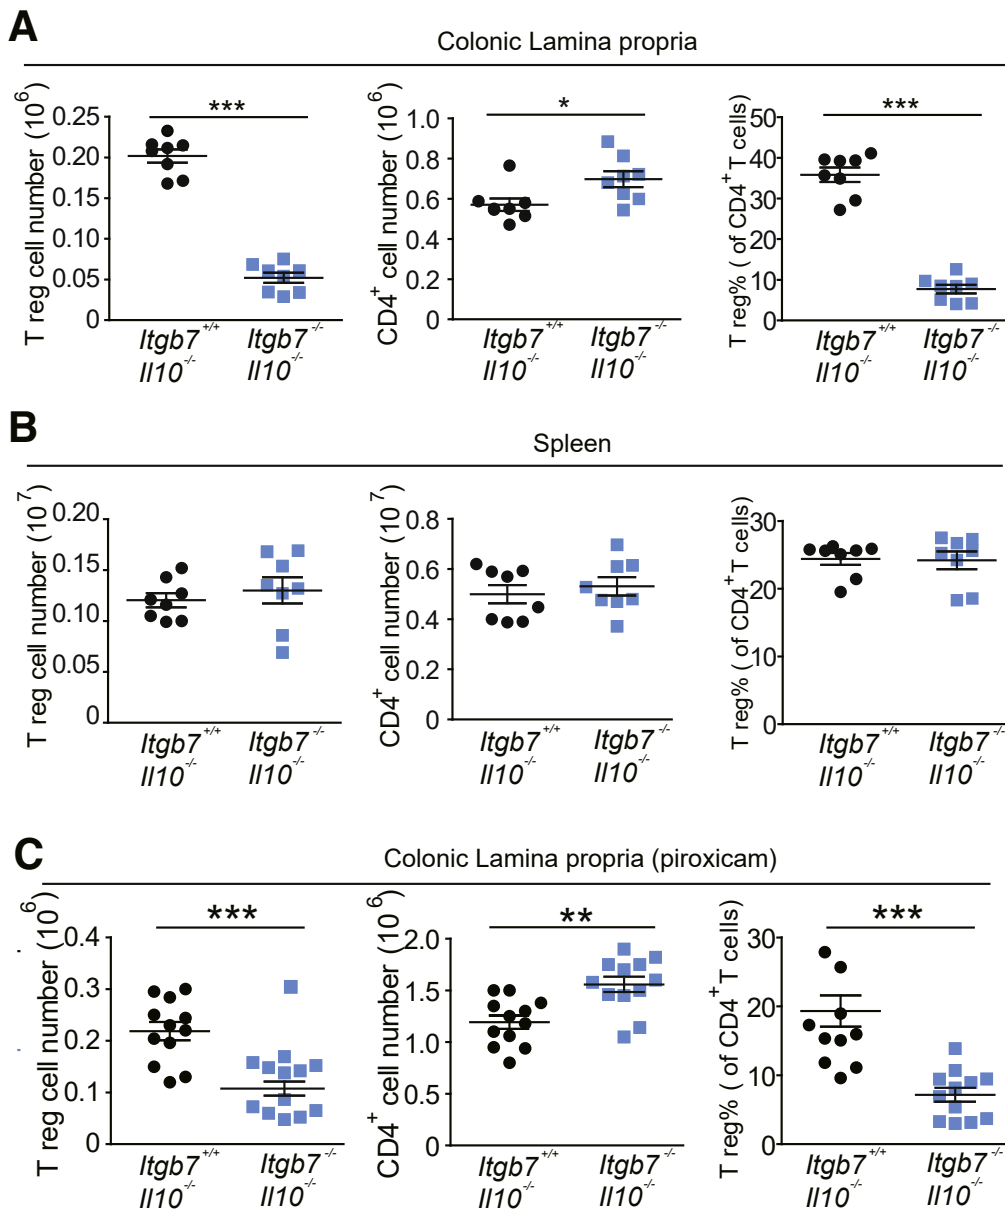 A
Colonic Lamina propria
T reg cell number (10^6)
0.25
0.20
0.15
0.10
0.05
0
***
Itgb7+/+
Il10-/-
Itgb7-/-
Il10-/-
CD4+ cell number (10^6)
1.0
0.8
0.6
0.4
0.2
0
*
Itgb7+/+
Il10-/-
Itgb7-/-
Il10-/-
T reg% ( of CD4+ T cells)
50
40
30
20
10
0
***
Itgb7+/+
Il10-/-
Itgb7-/-
Il10-/-
B
Spleen
T reg cell number (10^7)
0.20
0.15
0.10
0.05
0
Itgb7+/+
Il10-/-
Itgb7-/-
Il10-/-
CD4+ cell number (10^7)
0.8
0.6
0.4
0.2
0
Itgb7+/+
Il10-/-
Itgb7-/-
Il10-/-
T reg% ( of CD4+ T cells)
30
20
10
0
Itgb7+/+
Il10-/-
Itgb7-/-
Il10-/-
C
Colonic Lamina propria (piroxicam)
T reg cell number (10^6)
0.4
0.3
0.2
0.1
0
***
Itgb7+/+
Il10-/-
Itgb7-/-
Il10-/-
CD4+ cell number (10^6)
2.0
1.5
1.0
0.5
0
**
Itgb7+/+
Il10-/-
Itgb7-/-
Il10-/-
T reg% ( of CD4+ T cells)
30
20
10
0
***
Itgb7+/+
Il10-/-
Itgb7-/-
Il10-/-